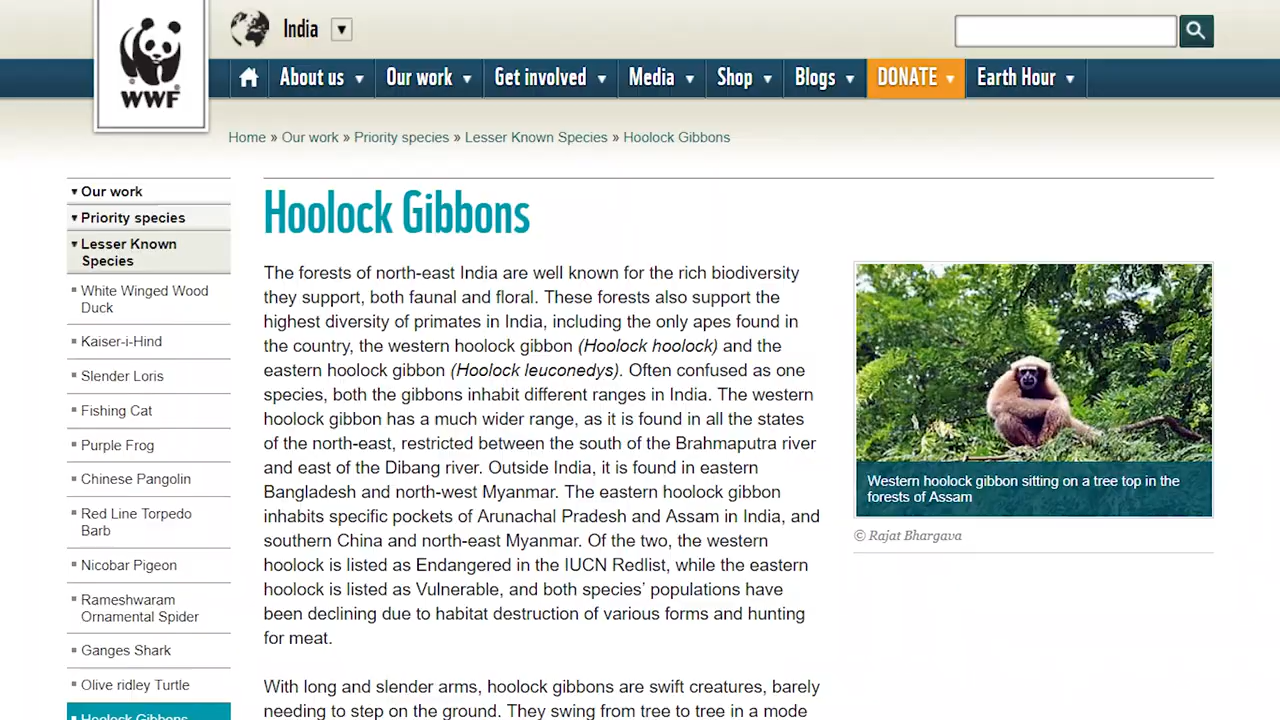 India
WWF
About us
Our work
Get involved
Media
Shop
Blogs
DONATE
Earth Hour
Home » Our work » Priority species » Lesser Known Species » Hoolock Gibbons
Our work
Priority species
Lesser Known
Species
White Winged Wood
Duck
Kaiser-i-Hind
Slender Loris
Fishing Cat
Purple Frog
Chinese Pangolin
Red Line Torpedo
Barb
Nicobar Pigeon
Rameshwaram
Ornamental Spider
Ganges Shark
Olive ridley Turtle
Hoolock Gibbons
Hoolock Gibbons
The forests of north-east India are well known for the rich biodiversity
they support, both faunal and floral. These forests also support the
highest diversity of primates in India, including the only apes found in
the country, the western hoolock gibbon (Hoolock hoolock) and the
eastern hoolock gibbon (Hoolock leuconedys). Often confused as one
species, both the gibbons inhabit different ranges in India. The western
hoolock gibbon has a much wider range, as it is found in all the states
of the north-east, restricted between the south of the Brahmaputra river
and east of the Dibang river. Outside India, it is found in eastern
Bangladesh and north-west Myanmar. The eastern hoolock gibbon
inhabits specific pockets of Arunachal Pradesh and Assam in India, and
southern China and north-east Myanmar. Of the two, the western
hoolock is listed as Endangered in the IUCN Redlist, while the eastern
hoolock is listed as Vulnerable, and both species’ populations have
been declining due to habitat destruction of various forms and hunting
for meat.
With long and slender arms, hoolock gibbons are swift creatures, barely
needing to step on the ground. They swing from tree to tree in a mode
Western hoolock gibbon sitting on a tree top in the
forests of Assam
© Rajat Bhargava